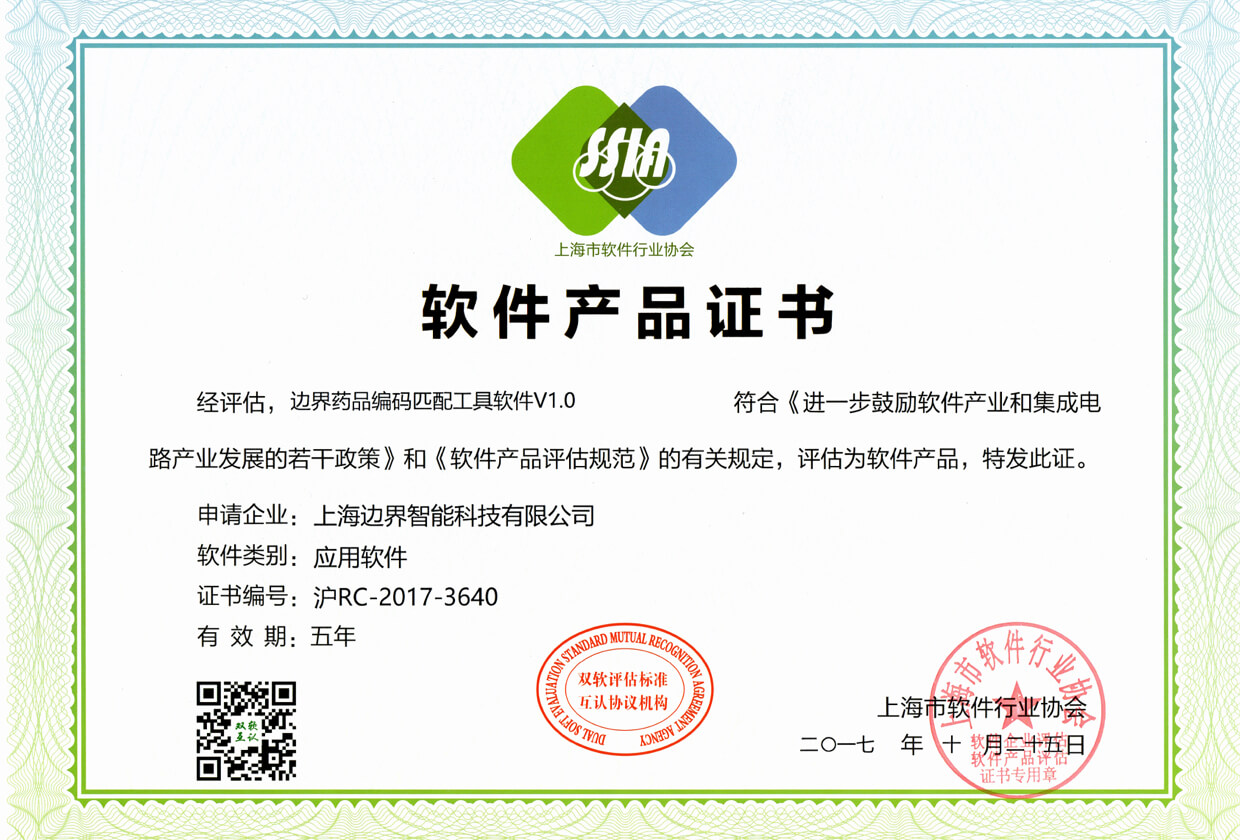 SSIA
上海市软件行业协会
软件产品证书
经评估，边界药品编码匹配工具软件V1.0 符合《进一步鼓励软件产业和集成电
路产业发展的若干政策》和《软件产品评估规范》的有关规定，评估为软件产品，特发此证。
申请企业：上海边界智能科技有限公司
软件类别：应用软件
证书编号：沪RC-2017-3640
有效期：五年
双软
互认
DUAL SOFT EVALUATION STANDARD MUTUAL RECOGNITION AGREEMENT AGENCY
双软评估标准
互认协议机构
上海市软件行业协会
上海市软件行业协会
二〇一七 年 十 月二十五日
软件企业评估
软件产品评估
证书专用章